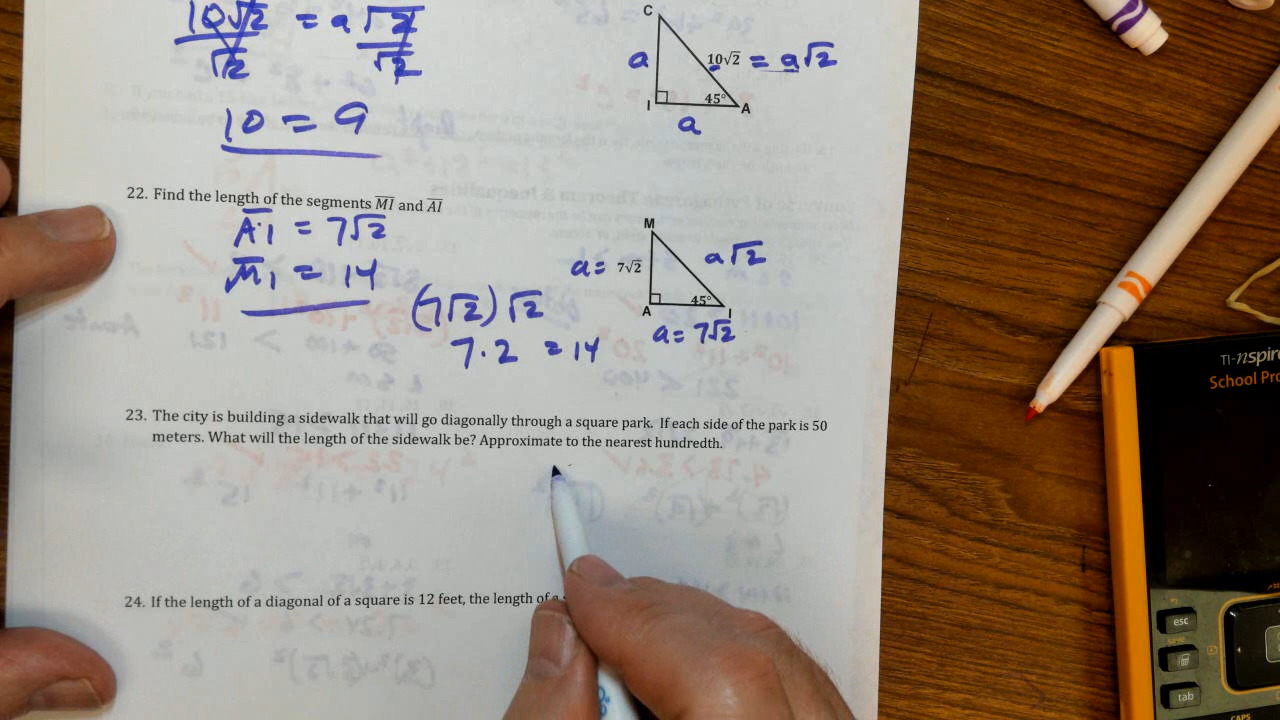 10√2 = a√2
√2 √2
10 = a
C
a
10√2 = a√2
I 45° A
a
22. Find the length of the segments MI and AI
AI = 7√2
MI = 14
(7√2)√2
7·2 = 14
M
a = 7√2 a√2
A 45° I
a = 7√2
23. The city is building a sidewalk that will go diagonally through a square park. If each side of the park is 50
meters. What will the length of the sidewalk be? Approximate to the nearest hundredth.
24. If the length of a diagonal of a square is 12 feet, the length of
TI-nspire
School Pro
esc
tab
CAPS